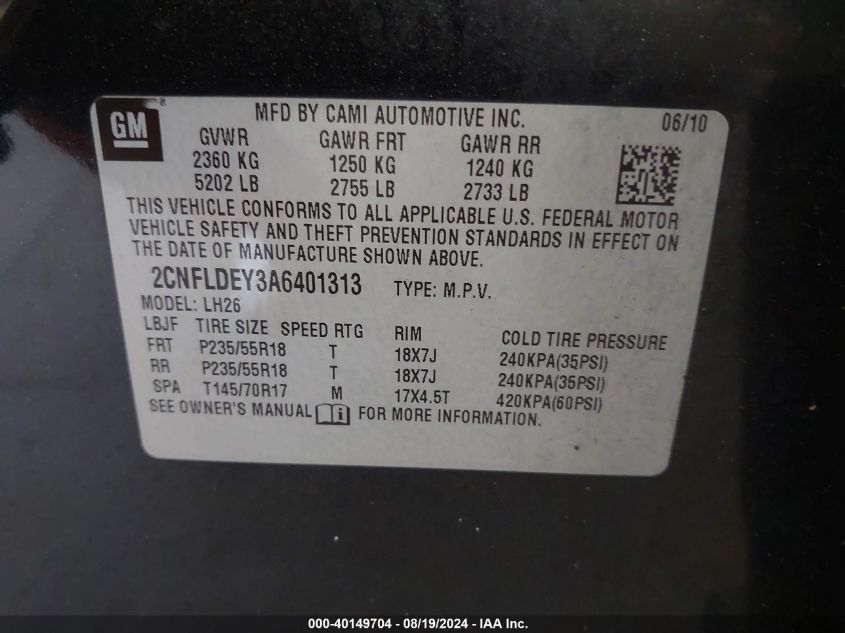 GM ®
MFD BY CAMI AUTOMOTIVE INC.
06/10
GVWR GAWR FRT GAWR RR
2360 KG 1250 KG 1240 KG
5202 LB 2755 LB 2733 LB
THIS VEHICLE CONFORMS TO ALL APPLICABLE U.S. FEDERAL MOTOR
VEHICLE SAFETY AND THEFT PREVENTION STANDARDS IN EFFECT ON
THE DATE OF MANUFACTURE SHOWN ABOVE.
2CNFLDEY3A6401313 TYPE: M.P.V.
MODEL: LH26
LBJF TIRE SIZE SPEED RTG RIM COLD TIRE PRESSURE
FRT P235/55R18 T 18X7J 240KPA(35PSI)
RR P235/55R18 T 18X7J 240KPA(35PSI)
SPA T145/70R17 M 17X4.5T 420KPA(60PSI)
SEE OWNER'S MANUAL FOR MORE INFORMATION.
000-40149704 - 08/19/2024 - IAA Inc.